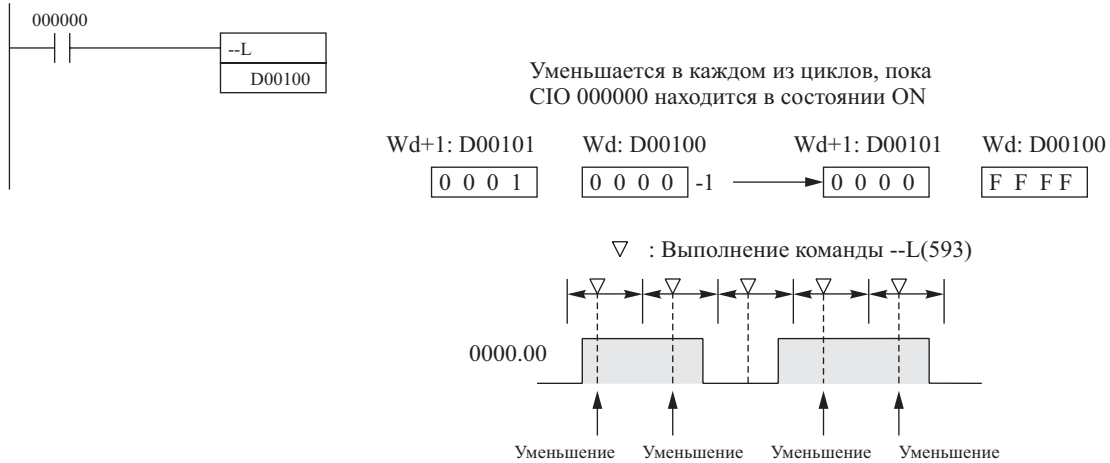 000000
--L
D00100
Уменьшается в каждом из циклов, пока
CIO 000000 находится в состоянии ON
Wd+1: D00101 Wd: D00100 Wd+1: D00101 Wd: D00100
0 0 0 1 0 0 0 0 -1 0 0 0 0 F F F F
: Выполнение команды --L(593)
0000.00
Уменьшение Уменьшение Уменьшение Уменьшение